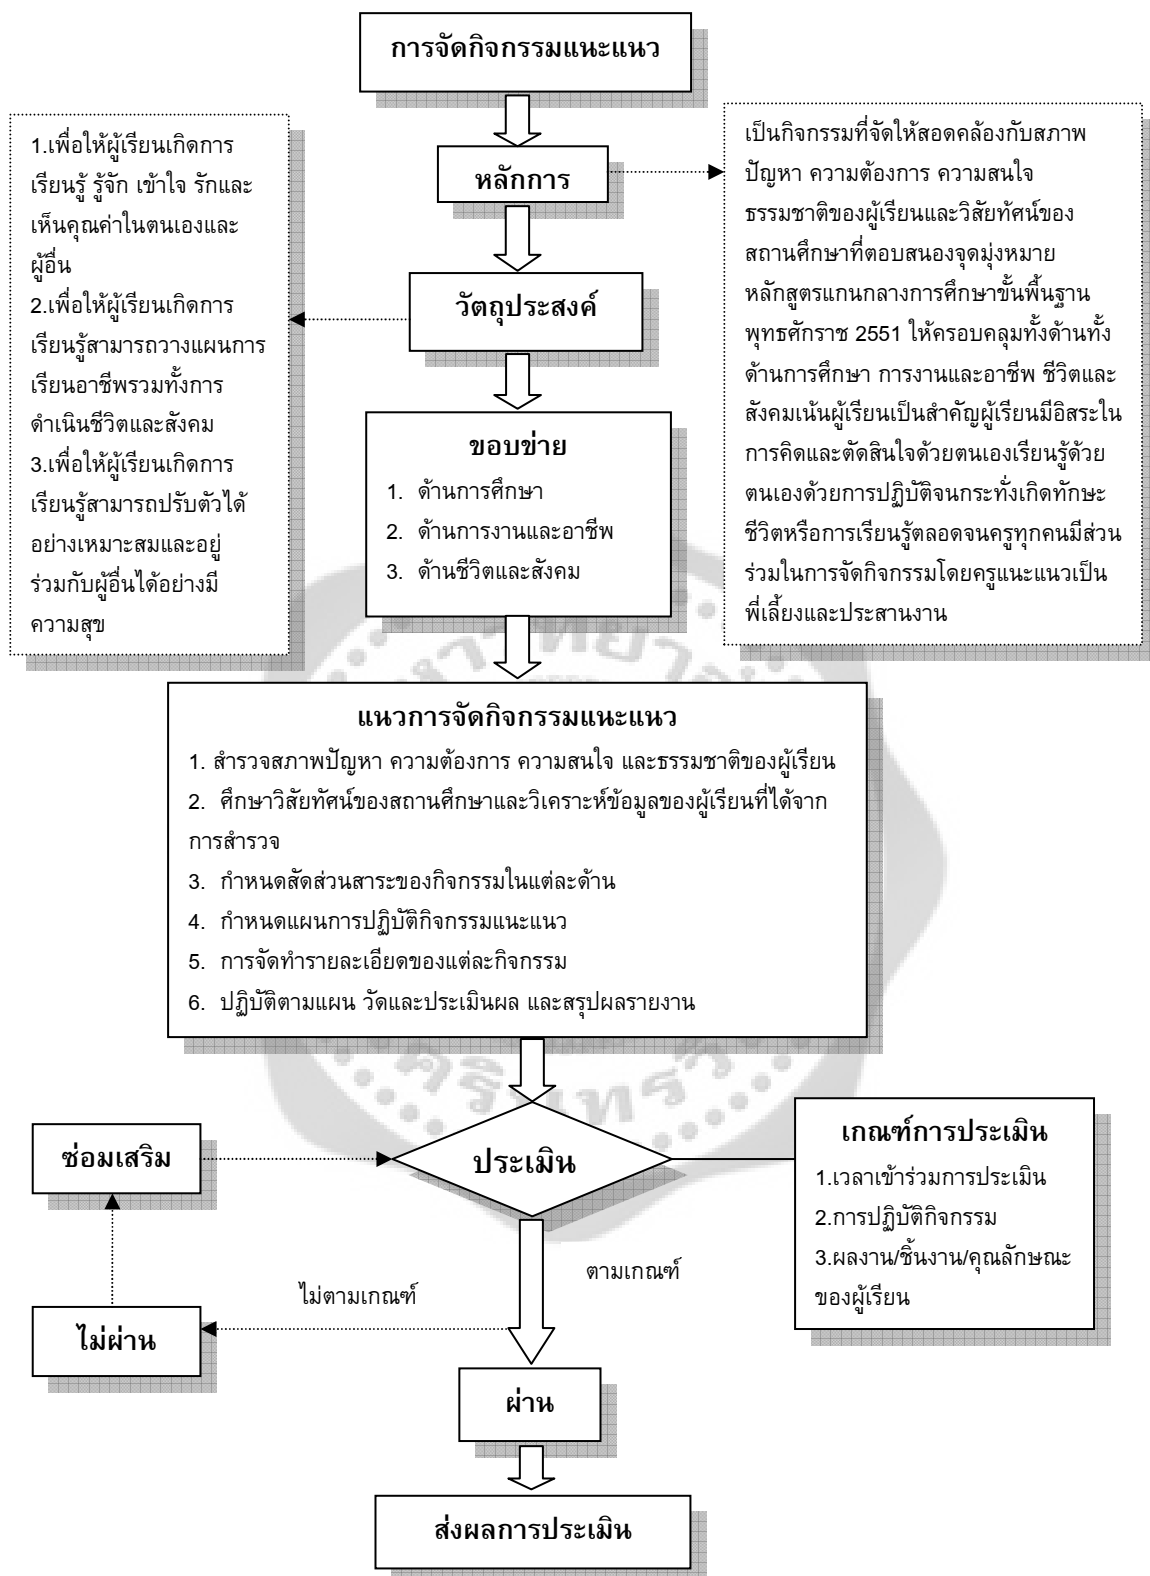 การจัดกิจกรรมแนะแนว
หลักการ
เป็นกิจกรรมที่จัดให้สอดคล้องกับสภาพ
ปัญหา ความต้องการ ความสนใจ
ธรรมชาติของผู้เรียนและวิสัยทัศน์ของ
สถานศึกษาที่ตอบสนองจุดมุ่งหมาย
หลักสูตรแกนกลางการศึกษาขั้นพื้นฐาน
พุทธศักราช 2551 ให้ครอบคลุมทั้งด้านทั้ง
ด้านการศึกษา การงานและอาชีพ ชีวิตและ
สังคมเน้นผู้เรียนเป็นสำคัญผู้เรียนมีอิสระใน
การคิดและตัดสินใจด้วยตนเองเรียนรู้ด้วย
ตนเองด้วยการปฏิบัติจนกระทั่งเกิดทักษะ
ชีวิตหรือการเรียนรู้ตลอดจนครูทุกคนมีส่วน
ร่วมในการจัดกิจกรรมโดยครูแนะแนวเป็น
พี่เลี้ยงและประสานงาน
วัตถุประสงค์
1.เพื่อให้ผู้เรียนเกิดการ
เรียนรู้ รู้จัก เข้าใจ รักและ
เห็นคุณค่าในตนเองและ
ผู้อื่น
2.เพื่อให้ผู้เรียนเกิดการ
เรียนรู้สามารถวางแผนการ
เรียนอาชีพรวมทั้งการ
ดำเนินชีวิตและสังคม
3.เพื่อให้ผู้เรียนเกิดการ
เรียนรู้สามารถปรับตัวได้
อย่างเหมาะสมและอยู่
ร่วมกับผู้อื่นได้อย่างมี
ความสุข
ขอบข่าย
1. ด้านการศึกษา
2. ด้านการงานและอาชีพ
3. ด้านชีวิตและสังคม
แนวการจัดกิจกรรมแนะแนว
1. สำรวจสภาพปัญหา ความต้องการ ความสนใจ และธรรมชาติของผู้เรียน
2. ศึกษาวิสัยทัศน์ของสถานศึกษาและวิเคราะห์ข้อมูลของผู้เรียนที่ได้จาก
การสำรวจ
3. กำหนดสัดส่วนสาระของกิจกรรมในแต่ละด้าน
4. กำหนดแผนการปฏิบัติกิจกรรมแนะแนว
5. การจัดทำรายละเอียดของแต่ละกิจกรรม
6. ปฏิบัติตามแผน วัดและประเมินผล และสรุปผลรายงาน
ประเมิน
เกณฑ์การประเมิน
1.เวลาเข้าร่วมการประเมิน
2.การปฏิบัติกิจกรรม
3.ผลงาน/ชิ้นงาน/คุณลักษณะ
ของผู้เรียน
ซ่อมเสริม
ตามเกณฑ์
ไม่ตามเกณฑ์
ไม่ผ่าน
ผ่าน
ส่งผลการประเมิน